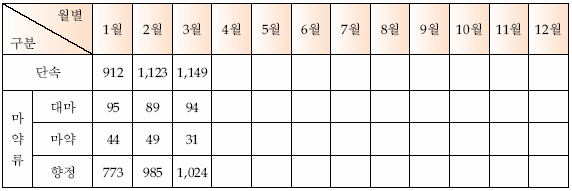 월별
구분 1월 2월 3월 4월 5월 6월 7월 8월 9월 10월 11월 12월
단속 912 1,123 1,149
마약류
대마 95 89 94
마약 44 49 31
향정 773 985 1,024